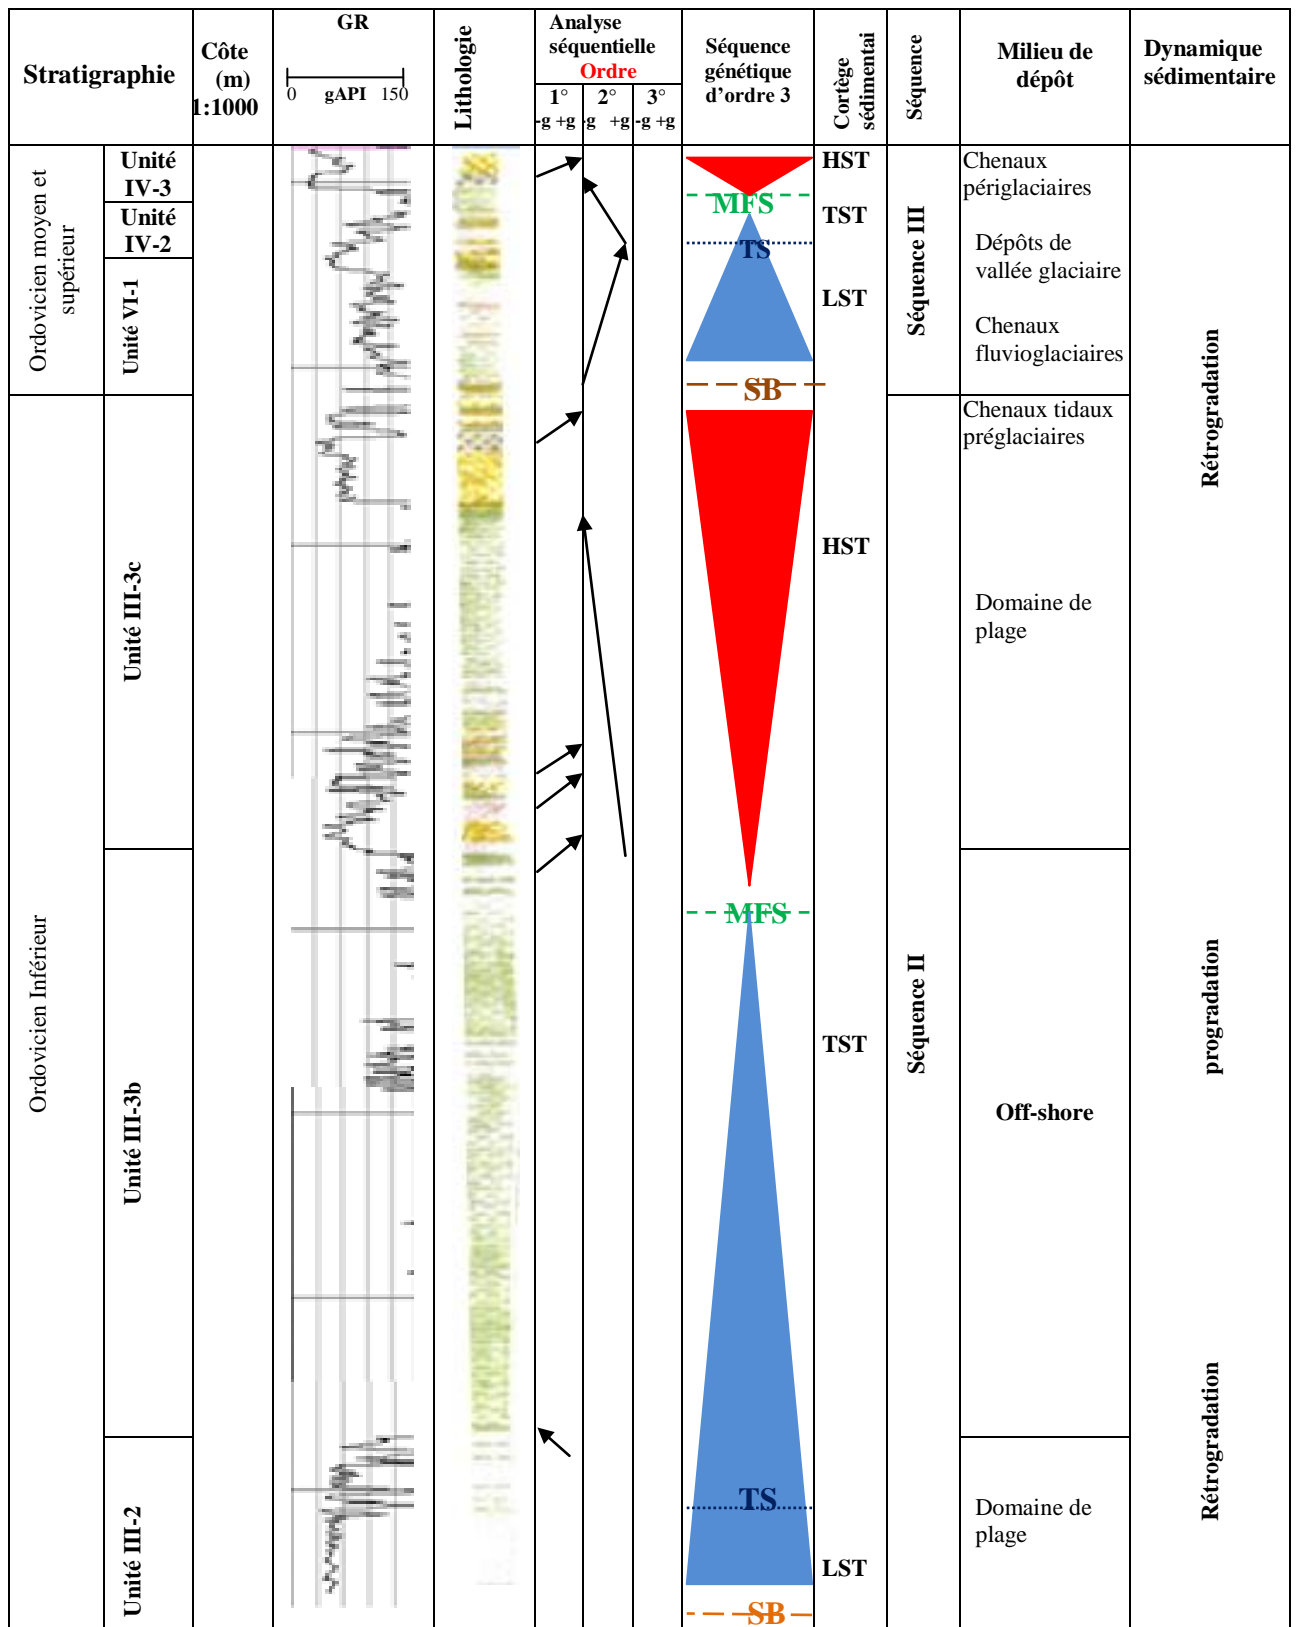 Stratigraphie
Côte
(m)
1:1000
GR
0 gAPI 150
Lithologie
Analyse
séquentielle
Ordre
1° 2° 3°
-g +g -g +g -g +g
Séquence
génétique
d'ordre 3
Cortège
sédimentai
Séquence
Milieu de
dépôt
Dynamique
sédimentaire
Ordovicien moyen et
supérieur
Unité
IV-3
Unité
IV-2
Unité VI-1
MFS
TS
SB
HST
TST
LST
Séquence III
Chenaux
périglaciaires
Dépôts de
vallée glaciaire
Chenaux
fluvioglaciaires
Rétrogradation
Ordovicien Inférieur
Unité III-3c
Unité III-3b
Unité III-2
MFS
TS
SB
HST
TST
LST
Séquence II
Chenaux tidaux
préglaciaires
Domaine de
plage
Off-shore
Domaine de
plage
progradation
Rétrogradation